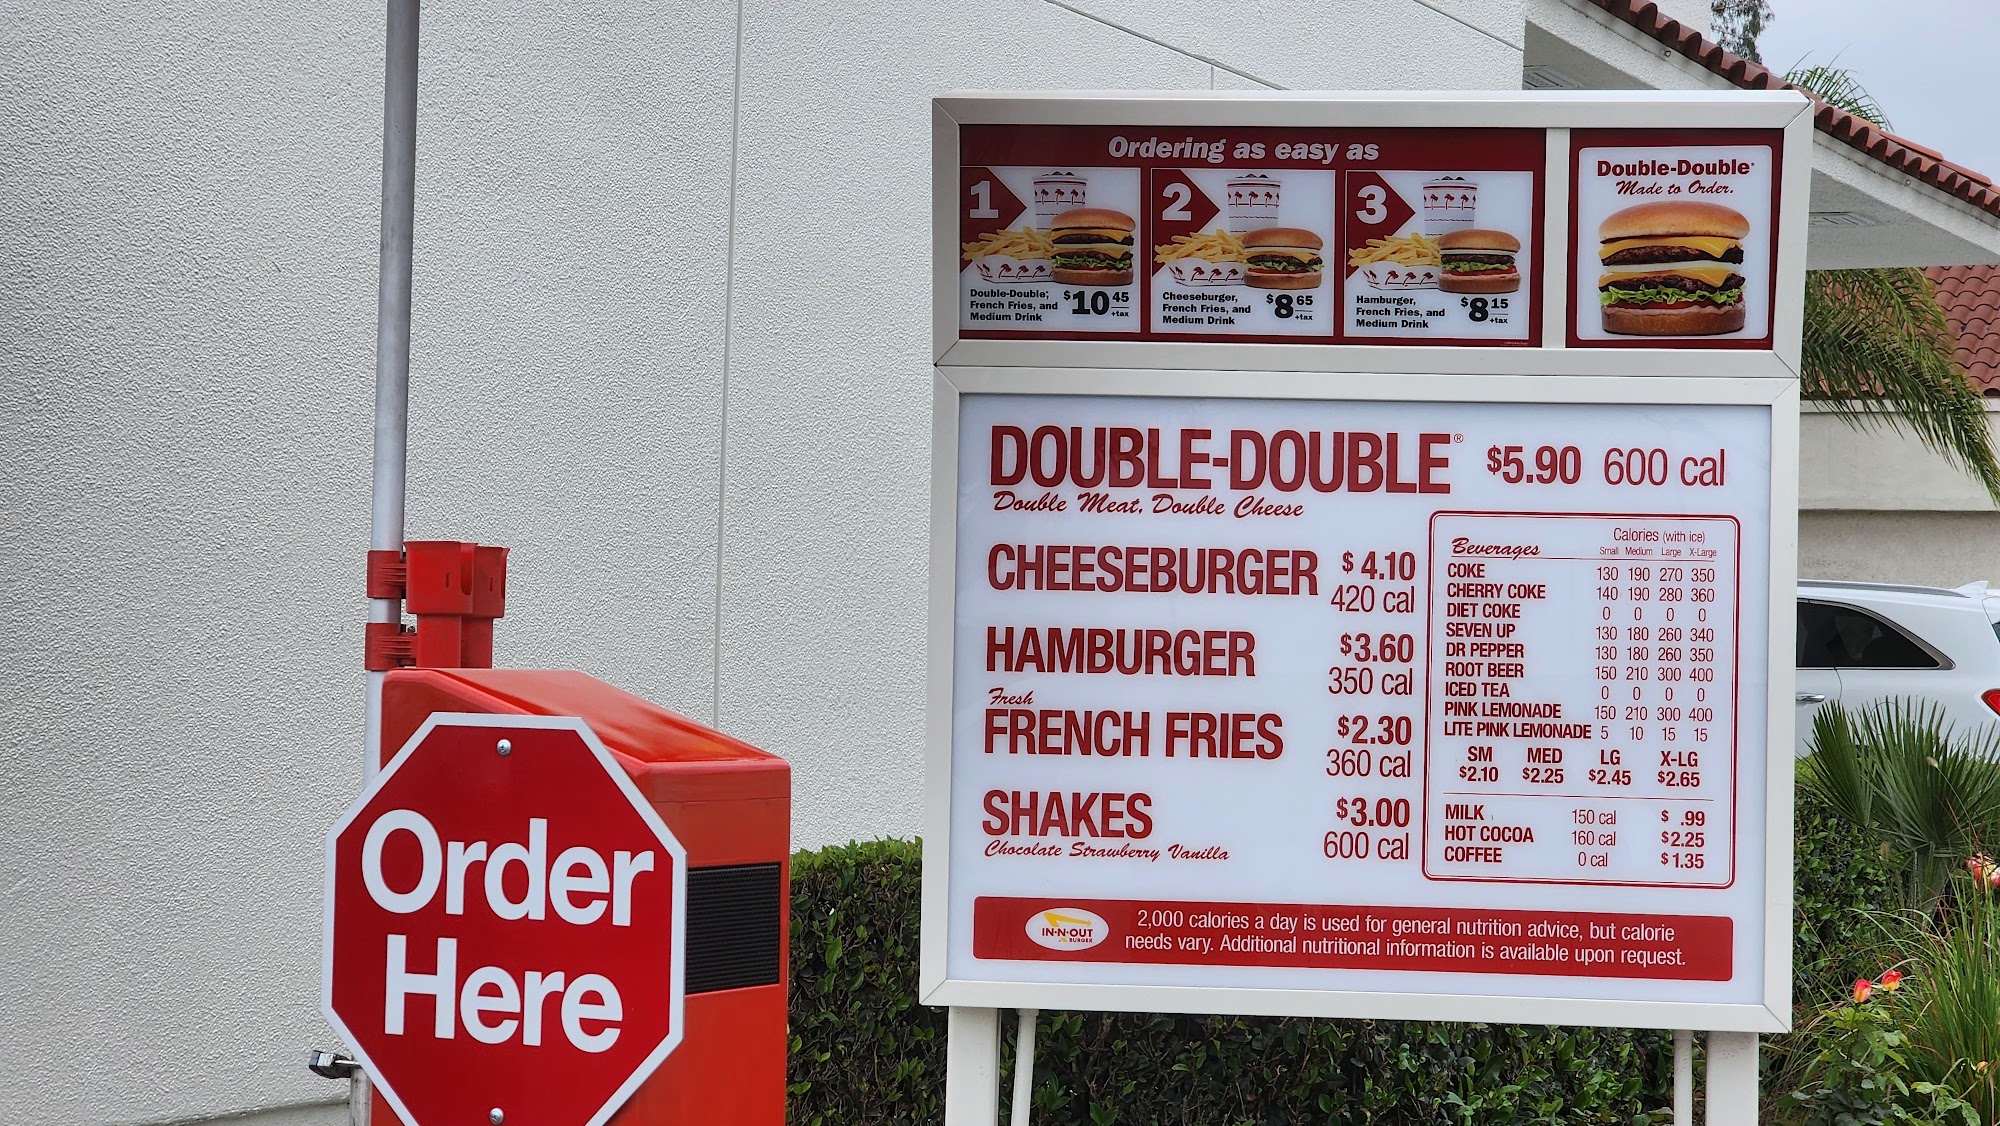 Ordering as easy as
1
Double-Double,
French Fries, and
Medium Drink
$10 45
+tax
2
Cheeseburger,
French Fries, and
Medium Drink
$8 65
+tax
3
Hamburger,
French Fries, and
Medium Drink
$8 15
+tax
Double-Double®
Made to Order.
DOUBLE-DOUBLE® $5.90 600 cal
Double Meat, Double Cheese
CHEESEBURGER $ 4.10
420 cal
HAMBURGER $3.60
350 cal
Fresh
FRENCH FRIES $2.30
360 cal
SHAKES $3.00
Chocolate Strawberry Vanilla 600 cal
Calories (with ice)
Beverages Small Medium Large X-Large
COKE 130 190 270 350
CHERRY COKE 140 190 280 360
DIET COKE 0 0 0 0
SEVEN UP 130 180 260 340
DR PEPPER 130 180 260 350
ROOT BEER 150 210 300 400
ICED TEA 0 0 0 0
PINK LEMONADE 150 210 300 400
LITE PINK LEMONADE 5 10 15 15
SM MED LG X-LG
$2.10 $2.25 $2.45 $2.65
MILK 150 cal $ .99
HOT COCOA 160 cal $2.25
COFFEE 0 cal $1.35
IN-N-OUT
BURGER
2,000 calories a day is used for general nutrition advice, but calorie
needs vary. Additional nutritional information is available upon request.
Order
Here